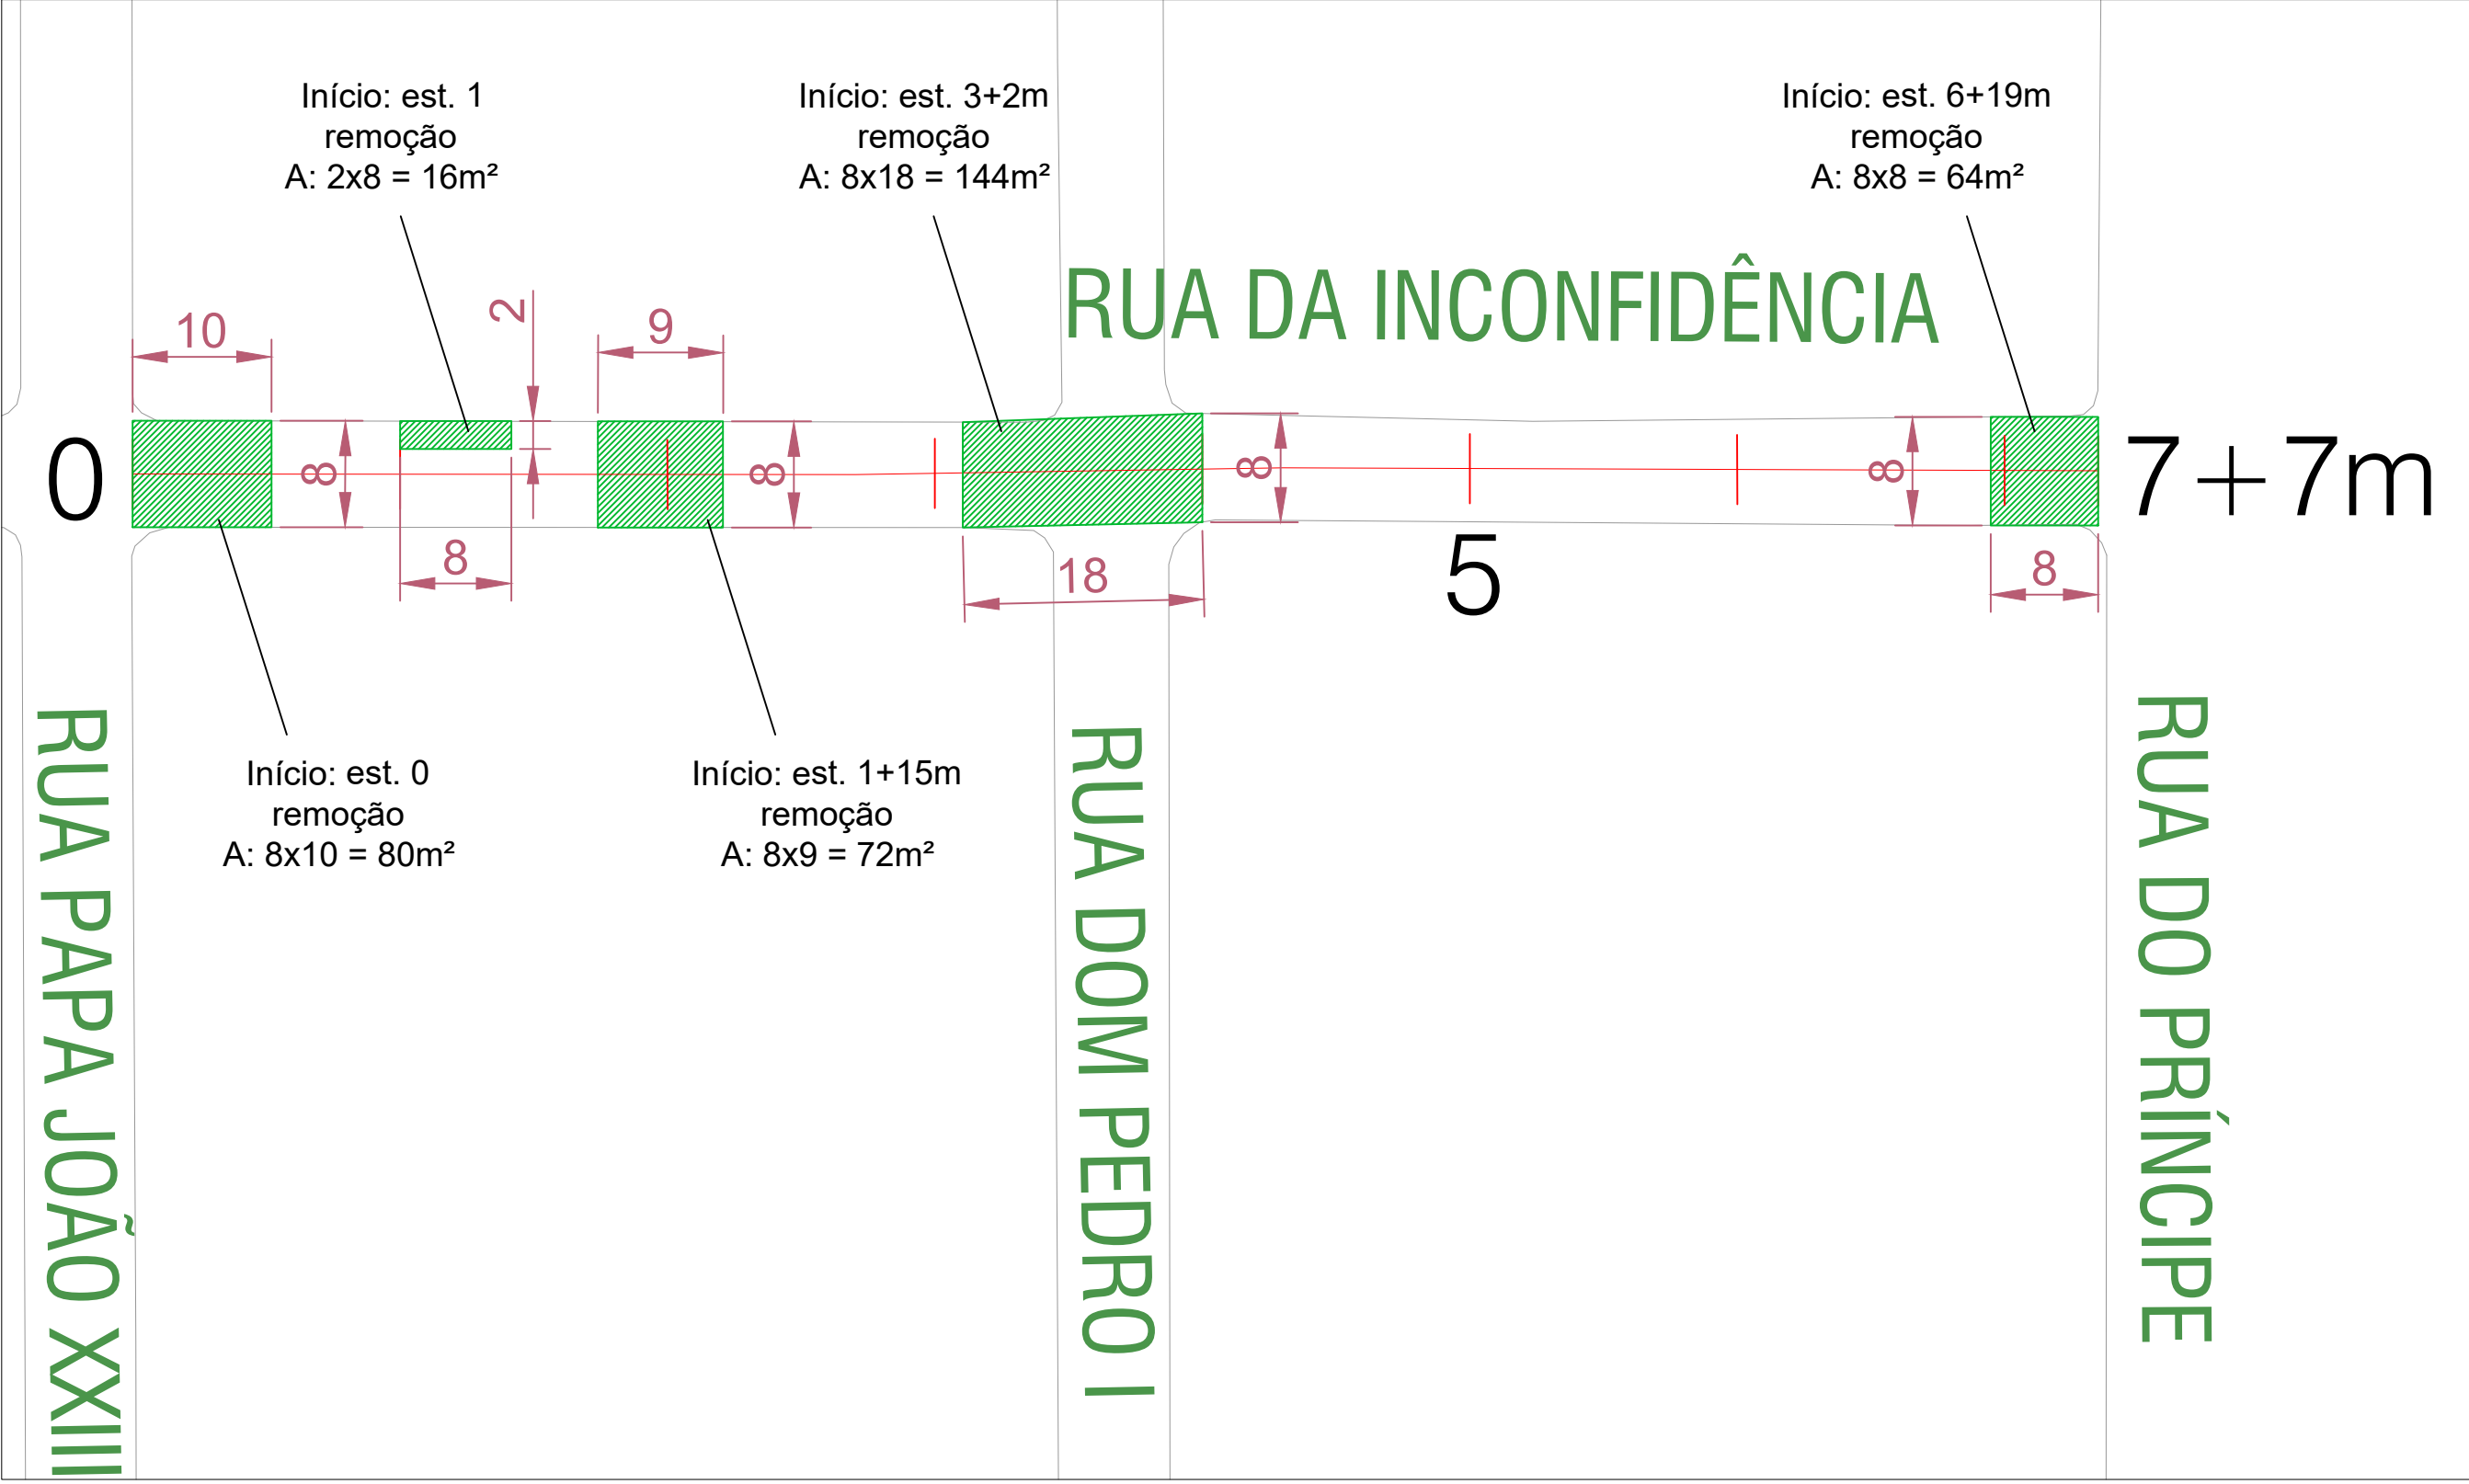 Início: est. 1
remoção
A: 2x8 = 16m²
Início: est. 3+2m
remoção
A: 8x18 = 144m²
Início: est. 6+19m
remoção
A: 8x8 = 64m²
RUA DA INCONFIDÊNCIA
10
2
9
0
8
8
8
8
7+7m
8
18
5
8
Início: est. 0
remoção
A: 8x10 = 80m²
Início: est. 1+15m
remoção
A: 8x9 = 72m²
RUA PAPA JOÃO XXIII
RUA DOM PEDRO I
RUA DO PRÍNCIPE